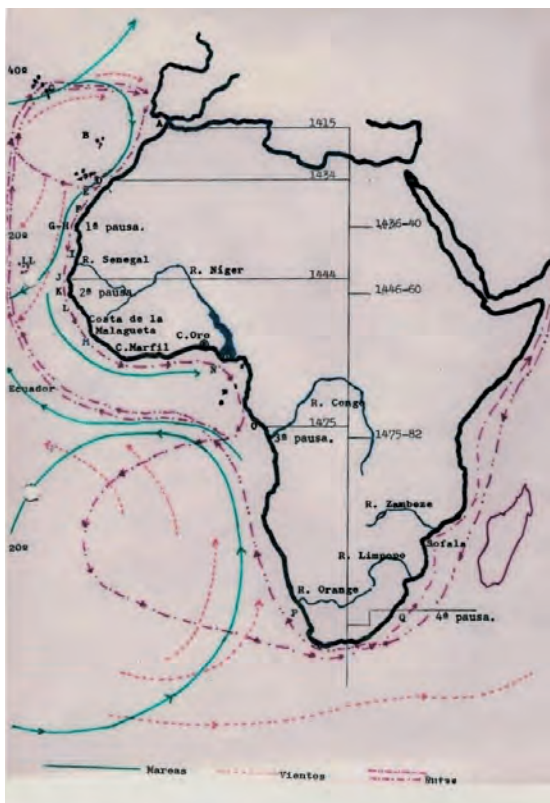 40º
C
B
A
1415
D
E
1434
F
G-H 1ª pausa.
1436-40
20º
LL
I
R. Senegal
R. Niger
J
1444
K 2ª pausa
1446-60
L
Costa de la
Malagueta
C.Oro
M
C.Marfil
N
Ecuador
R. Congo
O
1475
3ª pausa.
1475-82
R. Zambeze
20º
Sofala
R. Limpopo
R. Orange
P
Q
4ª pausa.
Mareas
Vientos
Rutas